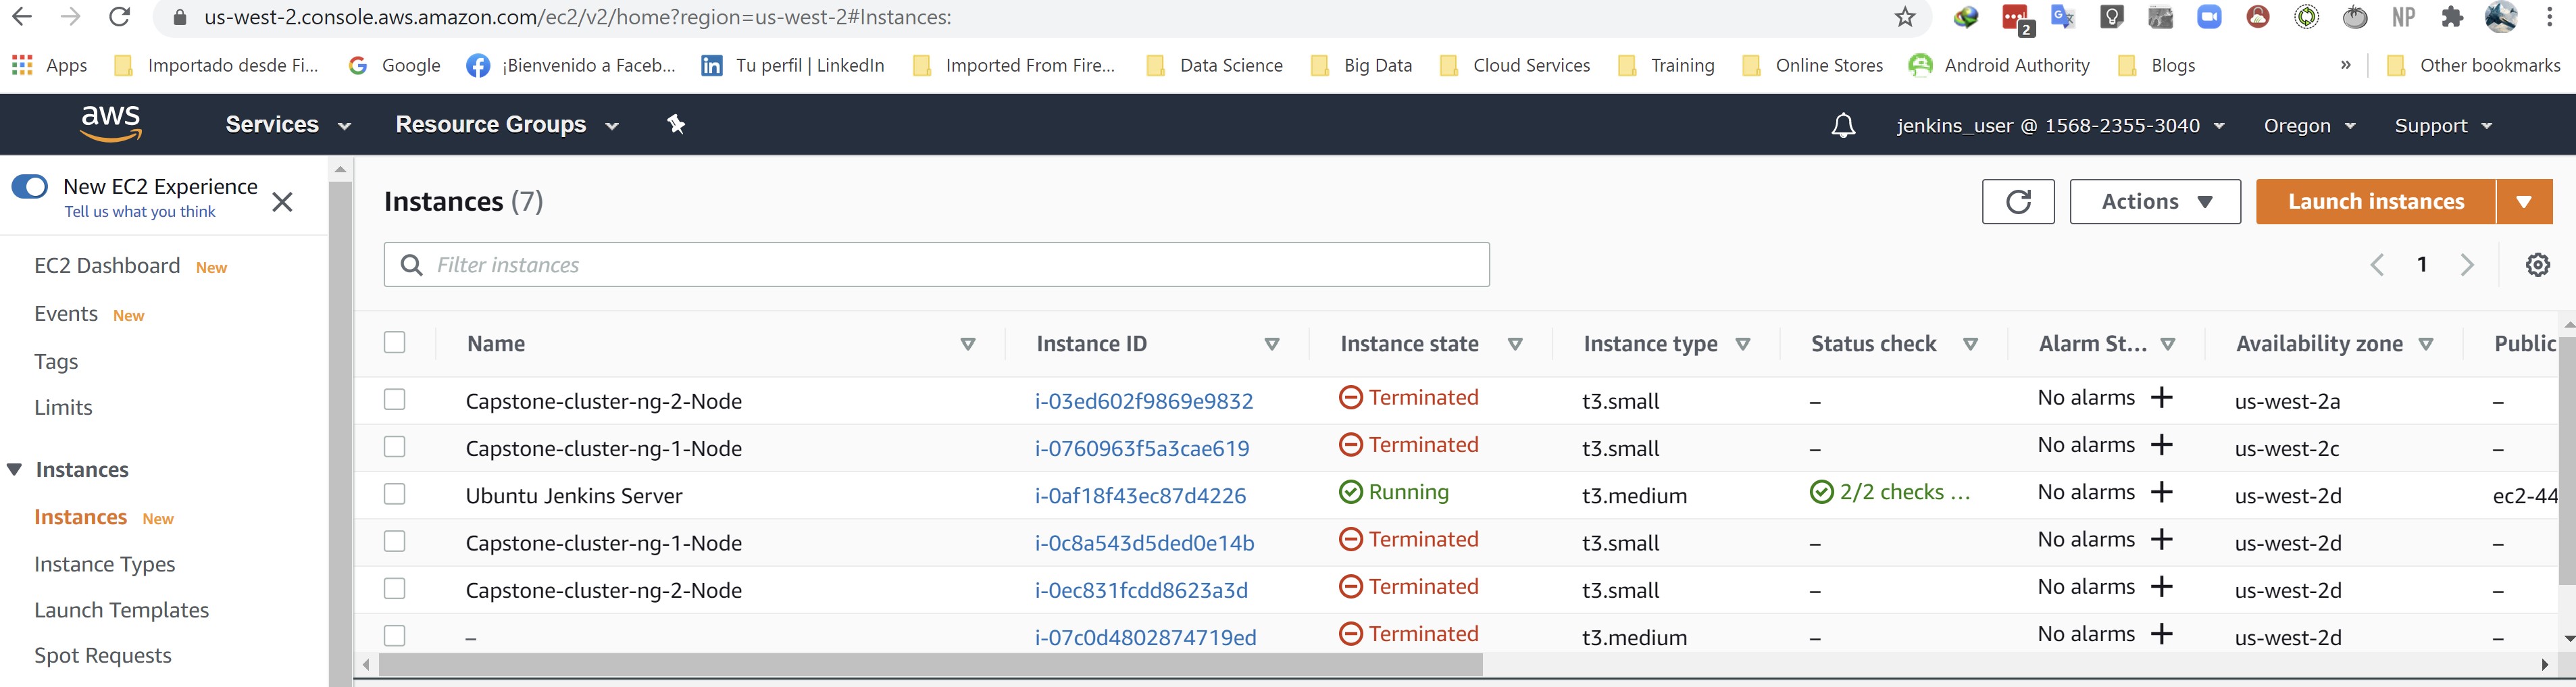 us-west-2.console.aws.amazon.com/ec2/v2/home?region=us-west-2#Instances:
2
NP
Apps Importado desde Fi... Google ¡Bienvenido a Faceb... Tu perfil | LinkedIn Imported From Fire... Data Science Big Data Cloud Services Training Online Stores Android Authority Blogs » Other bookmarks
aws Services Resource Groups jenkins_user @ 1568-2355-3040 Oregon Support
New EC2 Experience
Tell us what you think
EC2 Dashboard New
Events New
Tags
Limits
Instances
Instances New
Instance Types
Launch Templates
Spot Requests
Instances (7) Actions Launch instances
Filter instances 1
Name Instance ID Instance state Instance type Status check Alarm St... Availability zone Public
Capstone-cluster-ng-2-Node i-03ed602f9869e9832 Terminated t3.small – No alarms + us-west-2a –
Capstone-cluster-ng-1-Node i-0760963f5a3cae619 Terminated t3.small – No alarms + us-west-2c –
Ubuntu Jenkins Server i-0af18f43ec87d4226 Running t3.medium 2/2 checks ... No alarms + us-west-2d ec2-44
Capstone-cluster-ng-1-Node i-0c8a543d5ded0e14b Terminated t3.small – No alarms + us-west-2d –
Capstone-cluster-ng-2-Node i-0ec831fcdd8623a3d Terminated t3.small – No alarms + us-west-2d –
– i-07c0d4802874719ed Terminated t3.medium – No alarms + us-west-2d –